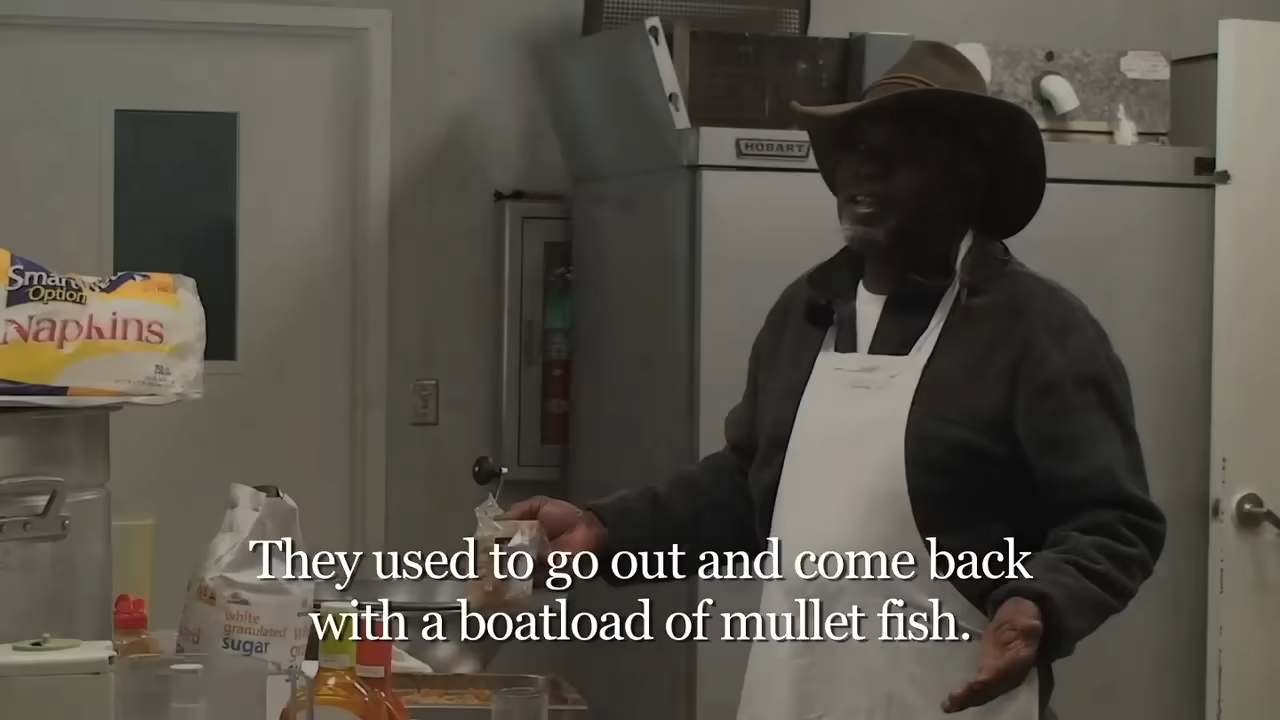 HOBART
Smart
Option
Napkins
white
granulated
sugar
They used to go out and come back
with a boatload of mullet fish.